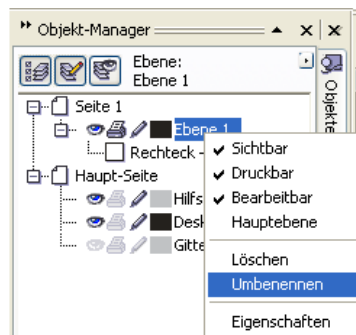 Objekt-Manager
Ebene:
Ebene 1
Objekte
Seite 1
Ebene 1
Rechteck -
Haupt-Seite
Hilfs
Desk
Gitte
Sichtbar
Druckbar
Bearbeitbar
Hauptebene
Löschen
Umbenennen
Eigenschaften